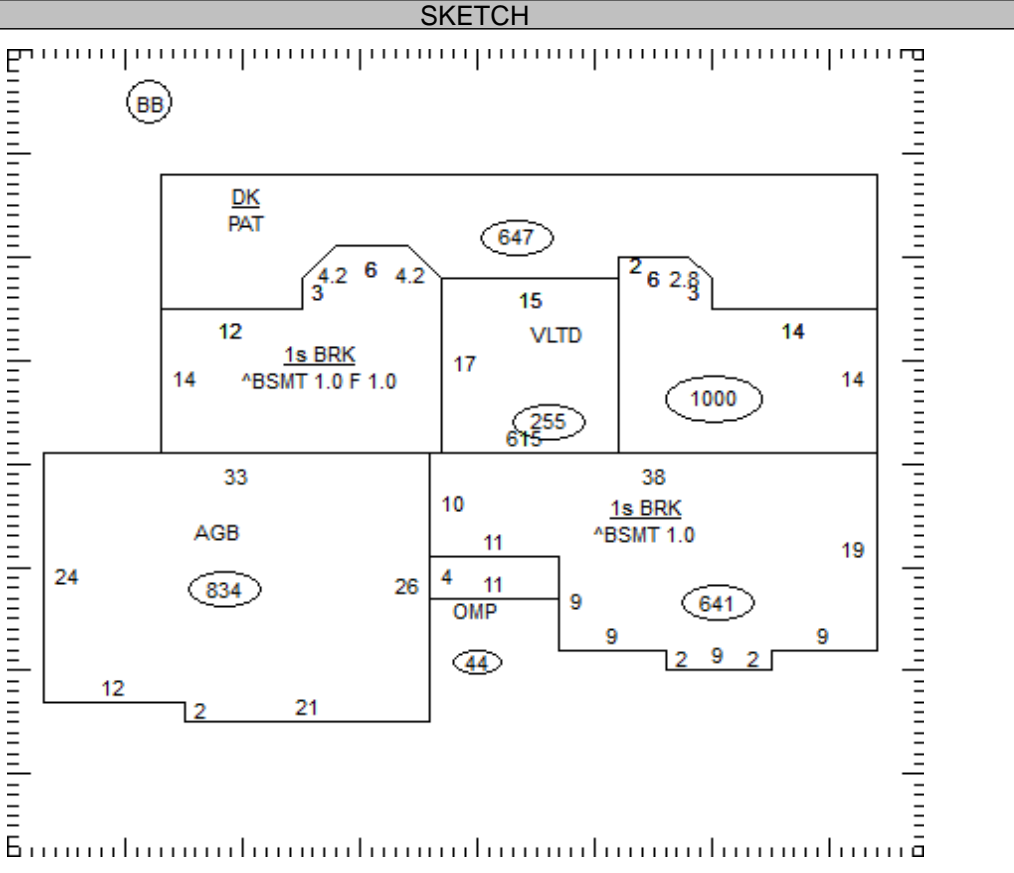 SKETCH
BB
DK
PAT
647
4.2 6 4.2
3
2
6 2.8
3
15
12
VLTD
14
1s BRK
^BSMT 1.0 F 1.0
17
14
14
1000
255
615
33
38
10
1s BRK
^BSMT 1.0
AGB
11
19
24
834
26
4
11
9
641
OMP
9
9
2 9 2
44
12
2
21